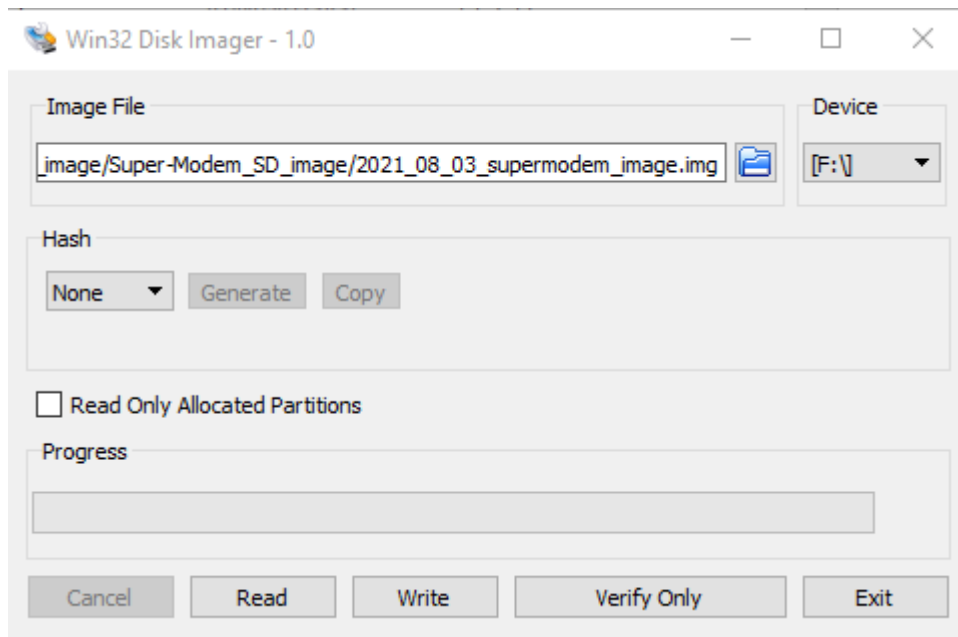 Win32 Disk Imager - 1.0
Image File
Device
_image/Super-Modem_SD_image/2021_08_03_supermodem_image.img
[F:\]
Hash
None
Generate
Copy
Read Only Allocated Partitions
Progress
Cancel
Read
Write
Verify Only
Exit